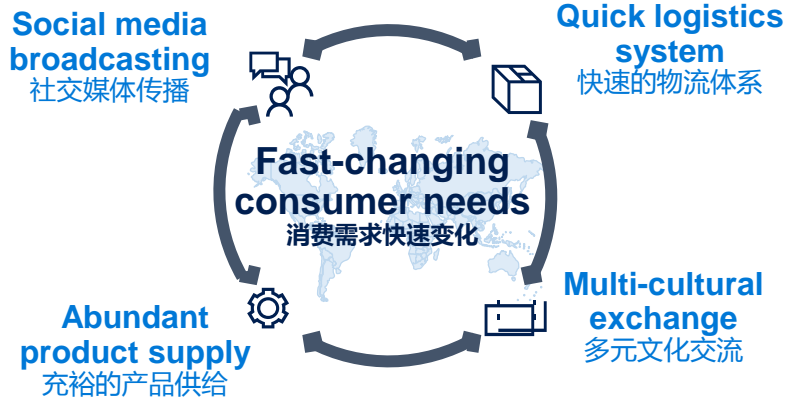 Social media
broadcasting
社交媒体传播
Quick logistics
system
快速的物流体系
Fast-changing
consumer needs
消费需求快速变化
Abundant
product supply
充裕的产品供给
Multi-cultural
exchange
多元文化交流